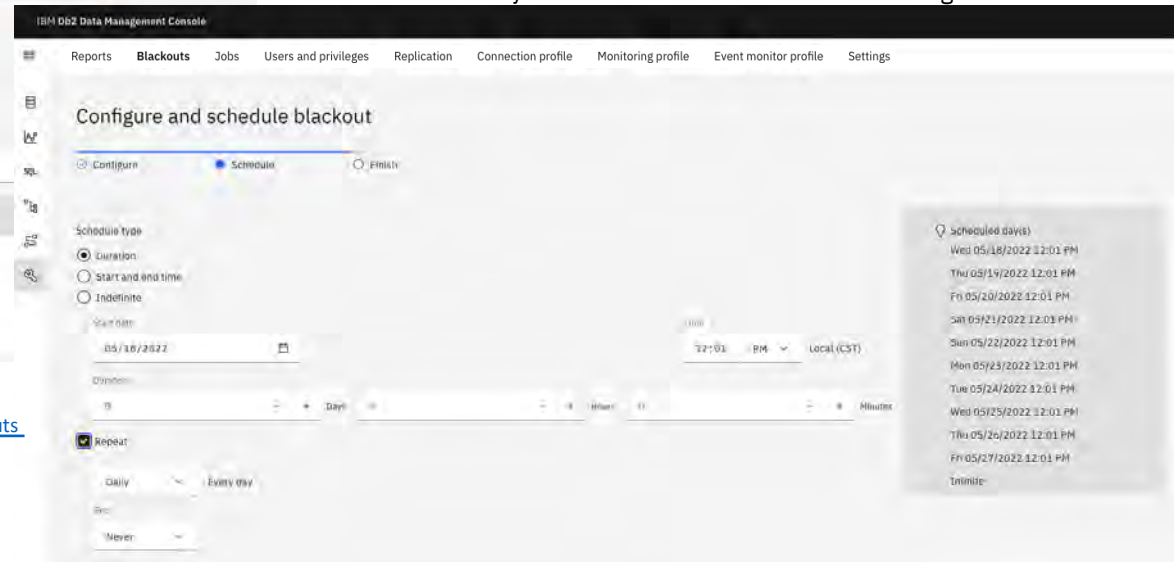 IBM Db2 Data Management Console
Reports Blackouts Jobs Users and privileges Replication Connection profile Monitoring profile Event monitor profile Settings
Configure and schedule blackout
Configure Schedule Finish
SQL
Schedule type
Duration
Start and end time
Indefinite
Start date Time
05/18/2022 12:01 PM Local (CST)
Duration
Days Hours Minutes
Repeat
Daily Every day
End
Never
Scheduled day(s)
Wed 05/18/2022 12:01 PM
Thu 05/19/2022 12:01 PM
Fri 05/20/2022 12:01 PM
Sat 05/21/2022 12:01 PM
Sun 05/22/2022 12:01 PM
Mon 05/23/2022 12:01 PM
Tue 05/24/2022 12:01 PM
Wed 05/25/2022 12:01 PM
Thu 05/26/2022 12:01 PM
Fri 05/27/2022 12:01 PM
Infinite